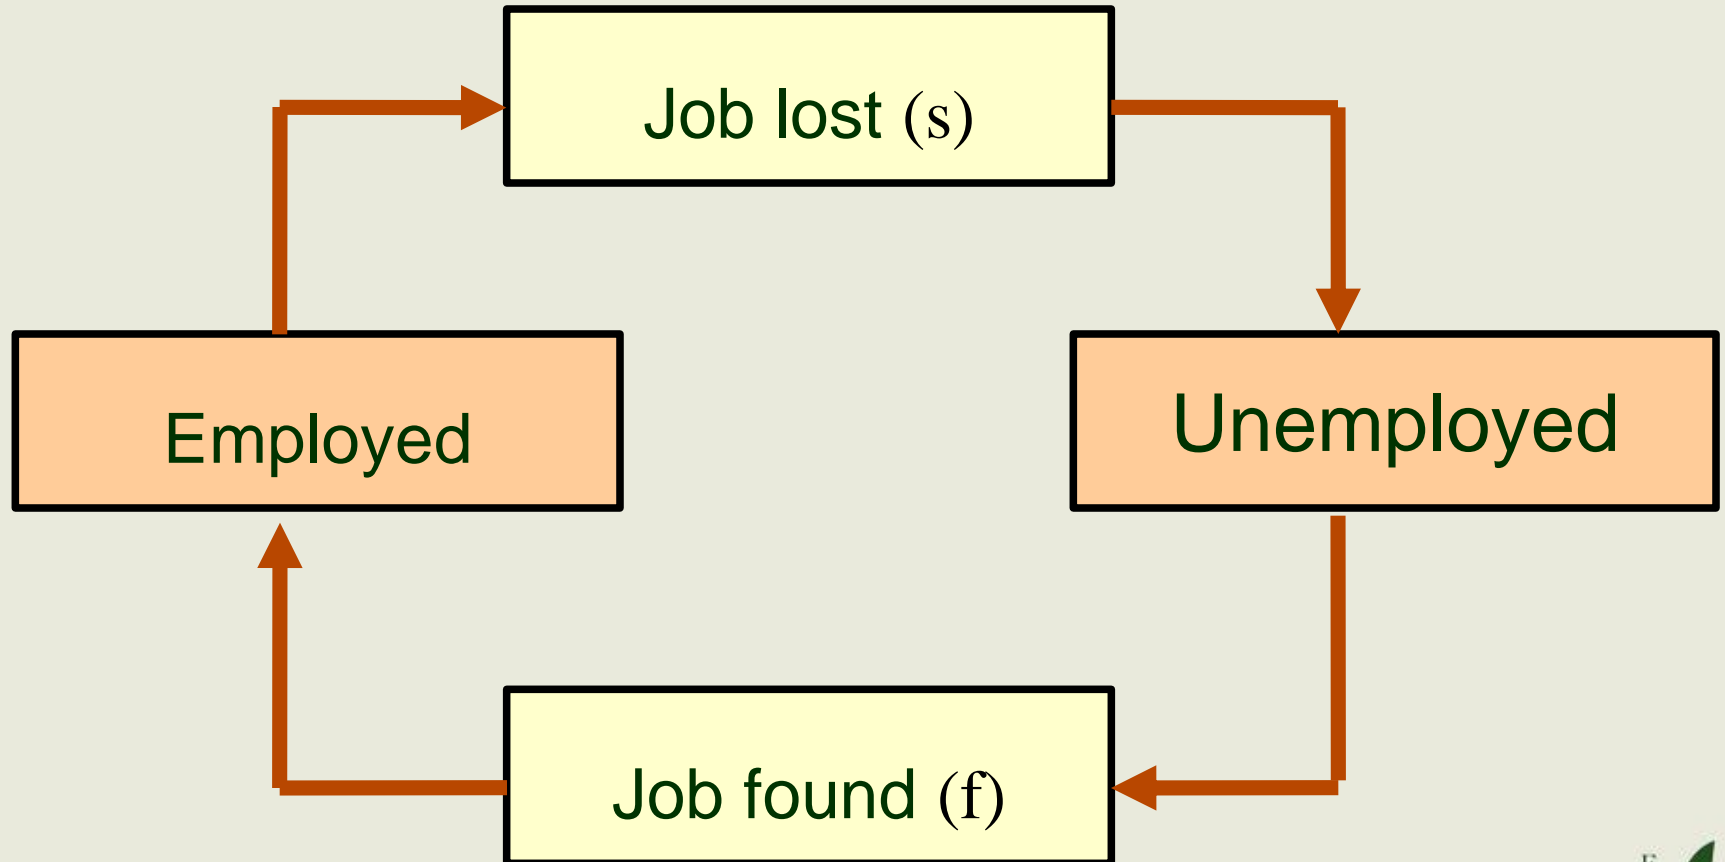 Job lost (s)
Employed
Unemployed
Job found (f)